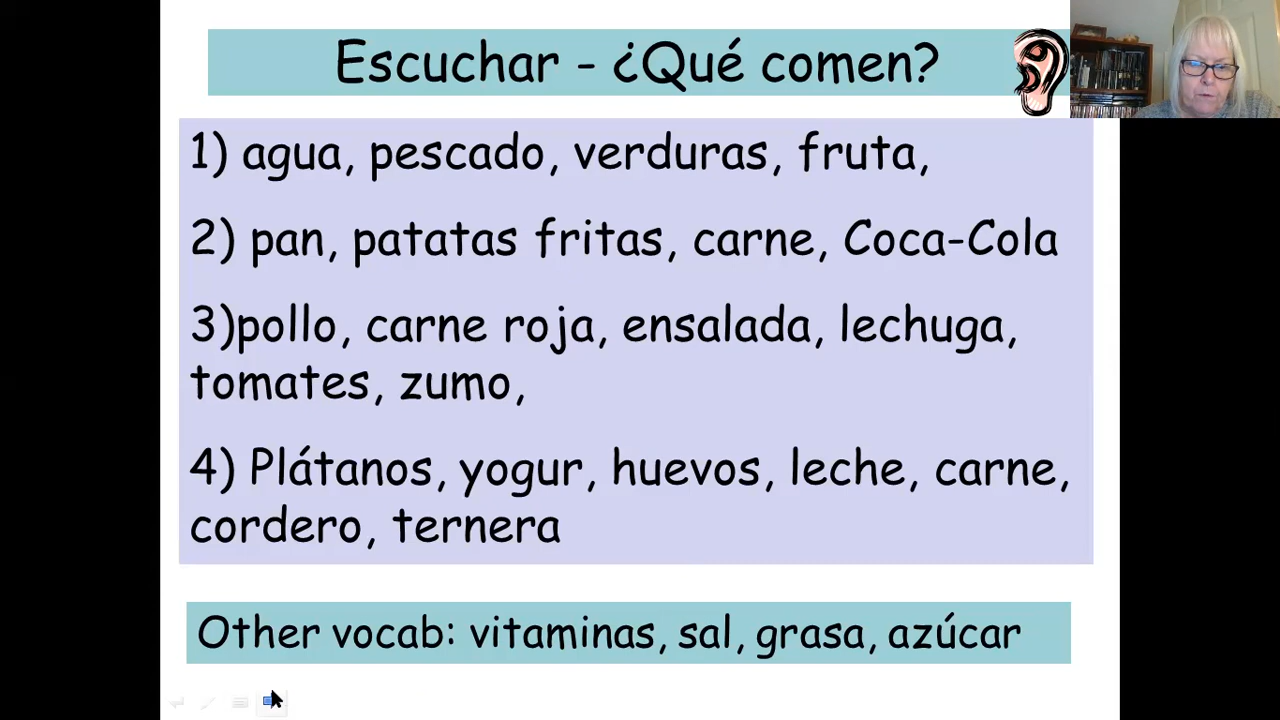 Escuchar - ¿Qué comen?
1) agua, pescado, verduras, fruta,
2) pan, patatas fritas, carne, Coca-Cola
3)pollo, carne roja, ensalada, lechuga,
tomates, zumo,
4) Plátanos, yogur, huevos, leche, carne,
cordero, ternera
Other vocab: vitaminas, sal, grasa, azúcar